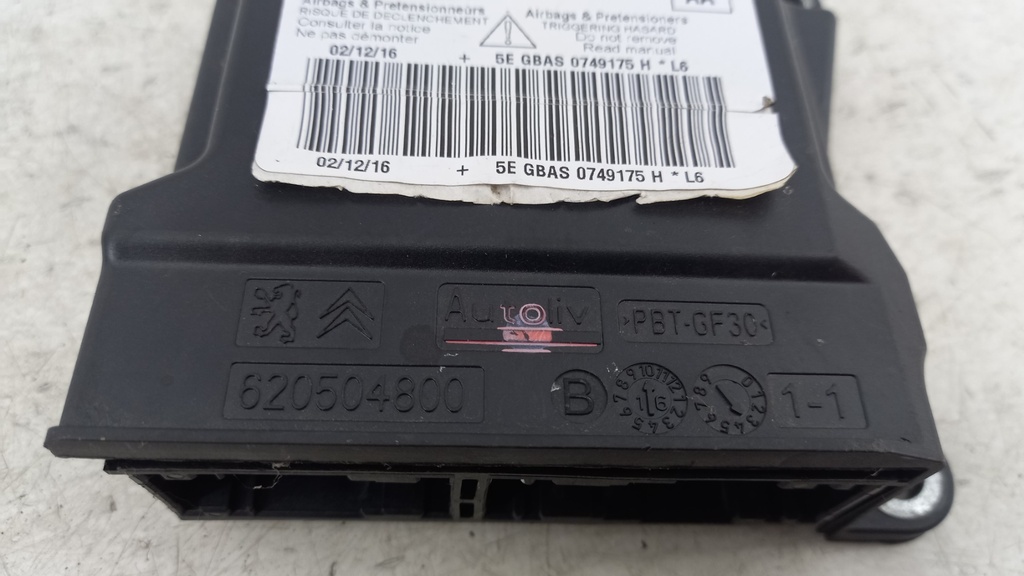 Airbags & Pretensionneurs
RISQUE DE DECLENCHEMENT
Consulter la notice
Ne pas démonter
Airbags & Pretensioners
TRIGGERING HASARD
Do not remove
Read manual
AA
02/12/16 + 5E GBAS 0749175 H * L6
02/12/16 + 5E GBAS 0749175 H * L6
Autoliv
>PBT-GF30<
620504800
B
16
1-1